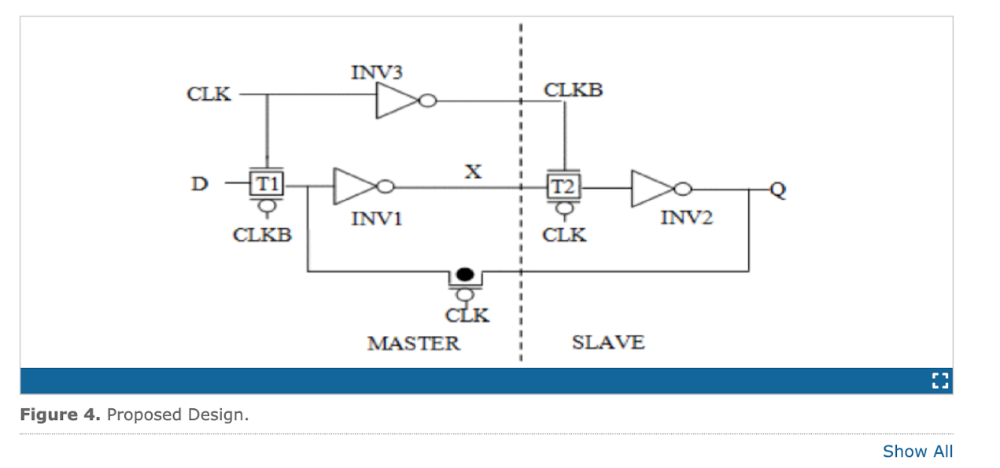 INV3
CLK
CLKB
X
D
T1
T2
Q
INV1
INV2
CLKB
CLK
CLK
MASTER
SLAVE
Figure 4. Proposed Design.
Show All